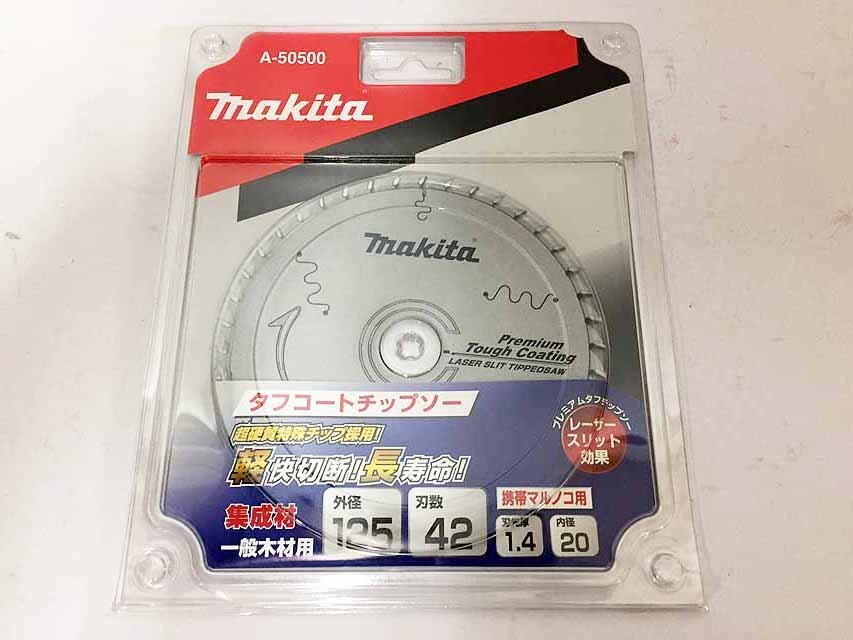 A-50500
makita
makita
Premium
Tough Coating
LASER SLIT TIPPEDSAW
タフコートチップソー
超硬質特殊チップ採用!
軽快切断!長寿命!
プレミアムタフチップソー
レーザー
スリット
効果
集成材
一般木材用
外径
125
刃数
42
携帯マルノコ用
刃先厚
1.4
内径
20